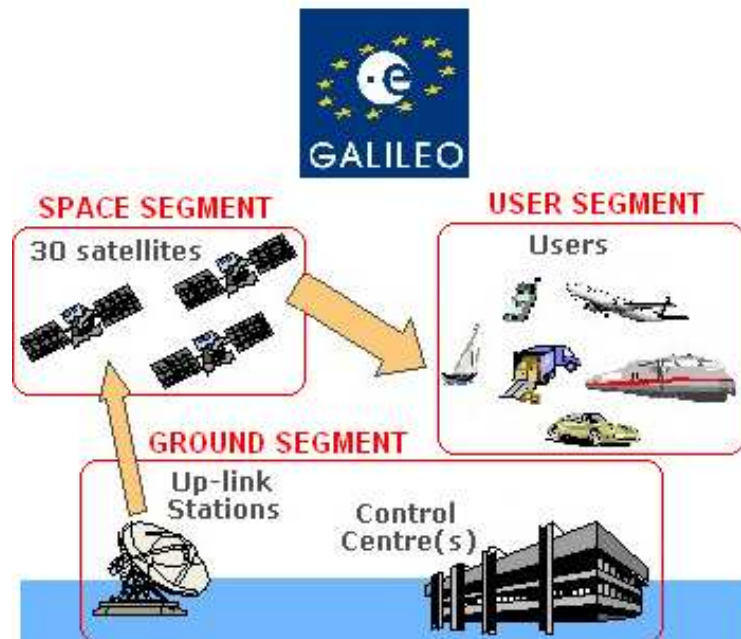 GALILEO
SPACE SEGMENT
30 satellites
USER SEGMENT
Users
GROUND SEGMENT
Up-link
Stations
Control
Centre(s)